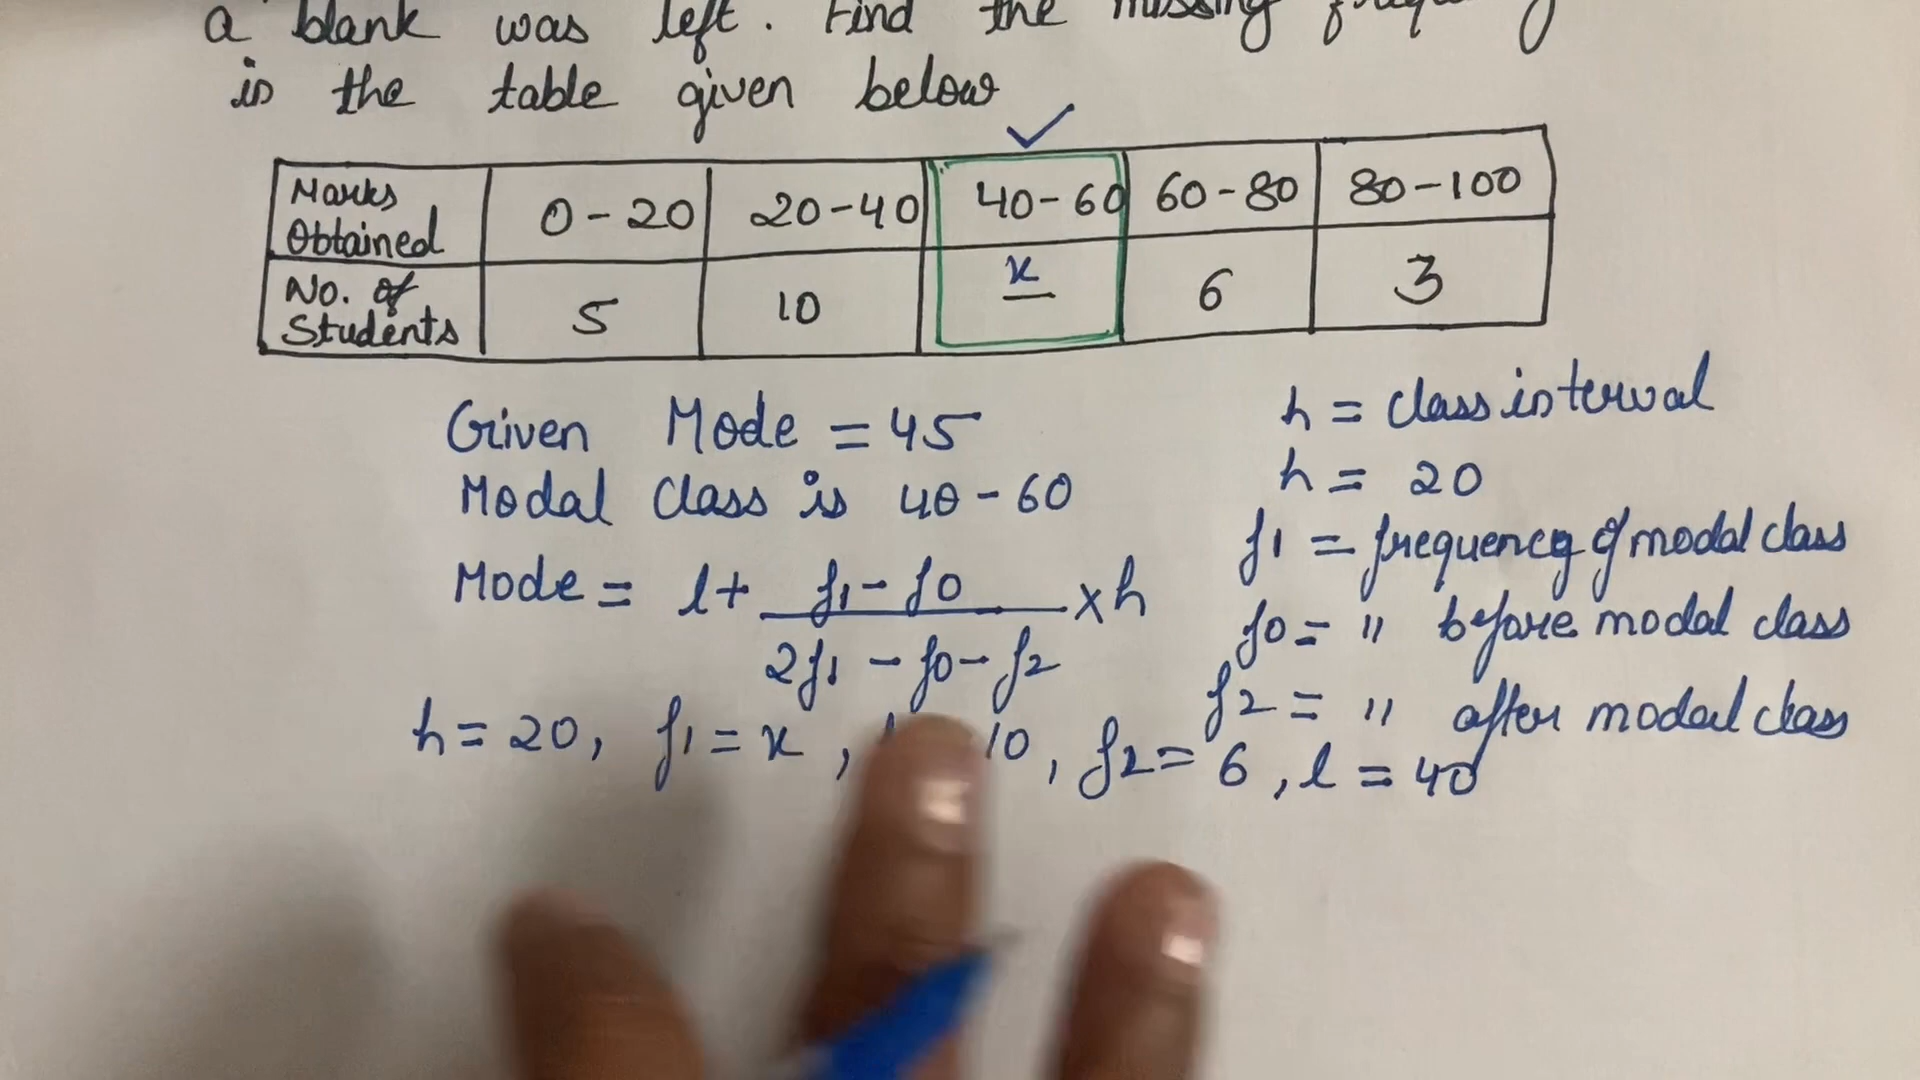 a blank was left. Find the missing frequency
is the table given below
Marks Obtained 0-20 20-40 40-60 60-80 80-100
No. of Students 5 10 x 6 3
Given Mode = 45
Modal Class is 40-60
Mode = l+ f1-f0 / 2f1-f0-f2 xh
h = 20, f1 = x, 10, f2 = 6, l = 40
h = class interval
h = 20
f1 = frequency of modal class
f0 = " before modal class
f2 = " after modal class